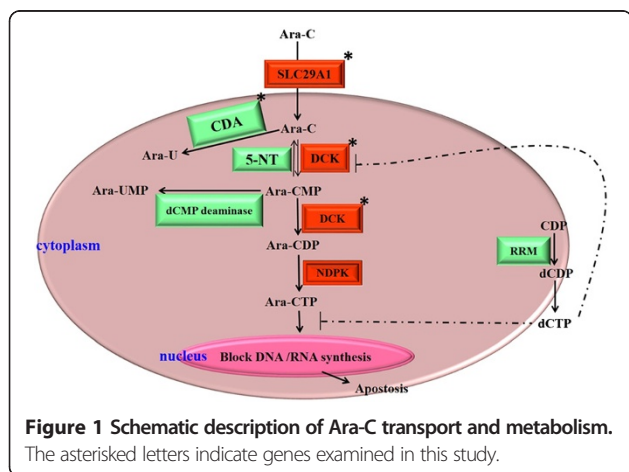 Ara-C
*
SLC29A1
*
CDA
Ara-C
*
Ara-U
5-NT
DCK
Ara-UMP
Ara-CMP
dCMP deaminase
DCK
*
CDP
cytoplasm
Ara-CDP
RRM
NDPK
dCDP
Ara-CTP
dCTP
nucleus
Block DNA /RNA synthesis
Apostosis
Figure 1 Schematic description of Ara-C transport and metabolism.
The asterisked letters indicate genes examined in this study.